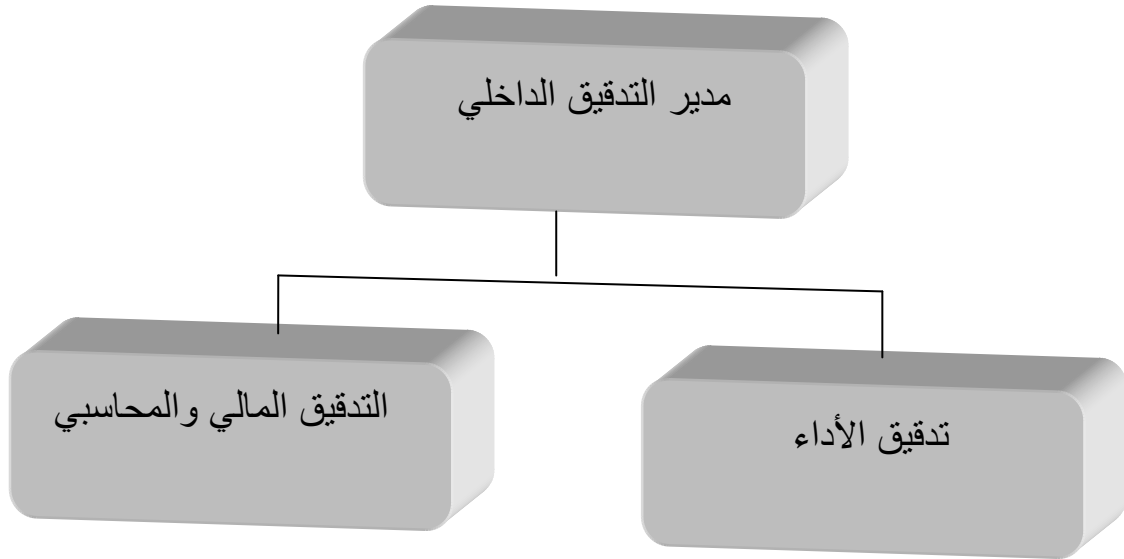 مدير التدقيق الداخلي
تدقيق الأداء
التدقيق المالي والمحاسبي